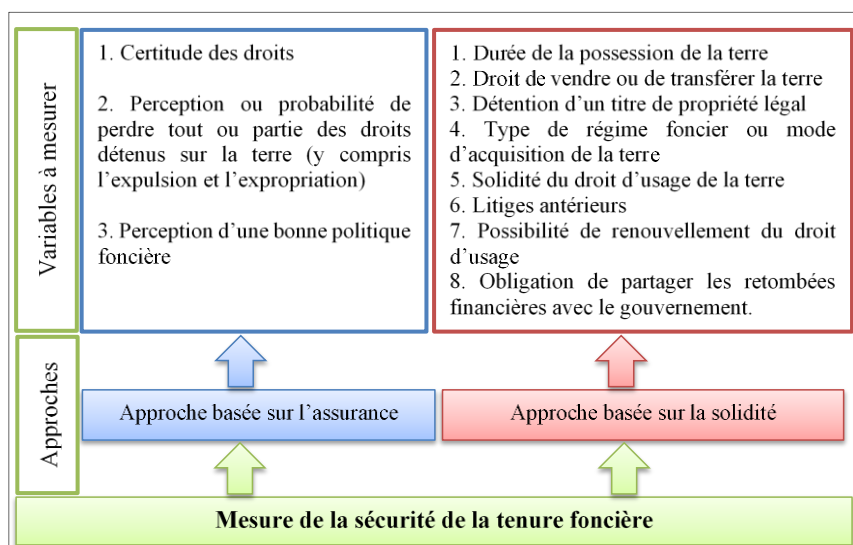 Variables à mesurer
1. Certitude des droits
2. Perception ou probabilité de
perdre tout ou partie des droits
détenus sur la terre (y compris
l’expulsion et l’expropriation)
3. Perception d’une bonne politique
foncière
1. Durée de la possession de la terre
2. Droit de vendre ou de transférer la terre
3. Détention d’un titre de propriété légal
4. Type de régime foncier ou mode
d’acquisition de la terre
5. Solidité du droit d’usage de la terre
6. Litiges antérieurs
7. Possibilité de renouvellement du droit
d’usage
8. Obligation de partager les retombées
financières avec le gouvernement.
Approches
Approche basée sur l’assurance
Approche basée sur la solidité
Mesure de la sécurité de la tenure foncière